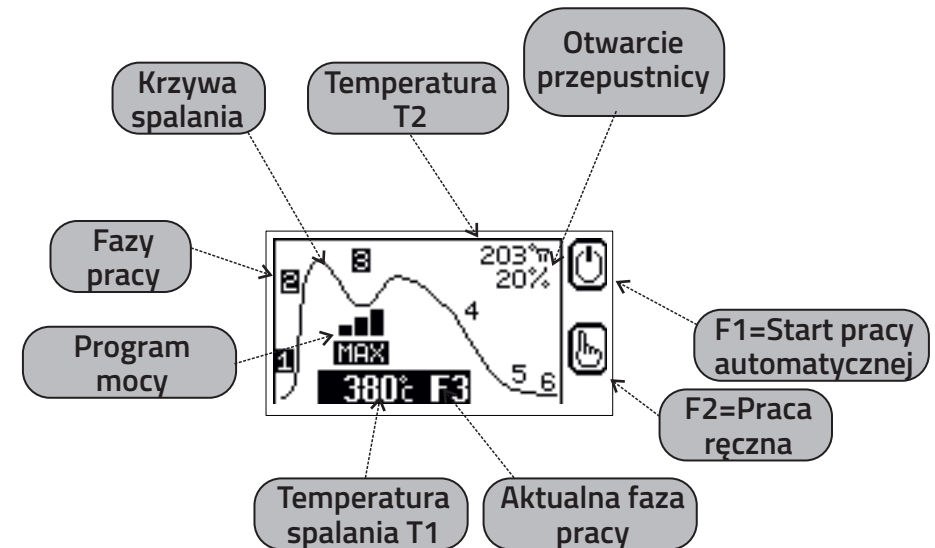 Otwarcie
przepustnicy
Krzywa
spalania
Temperatura
T2
Fazy
pracy
3
203°
20%
2
4
Program
mocy
1
MAX
F1=Start pracy
automatycznej
380°c F3
5 6
F2=Praca
ręczna
Temperatura
spalania T1
Aktualna faza
pracy